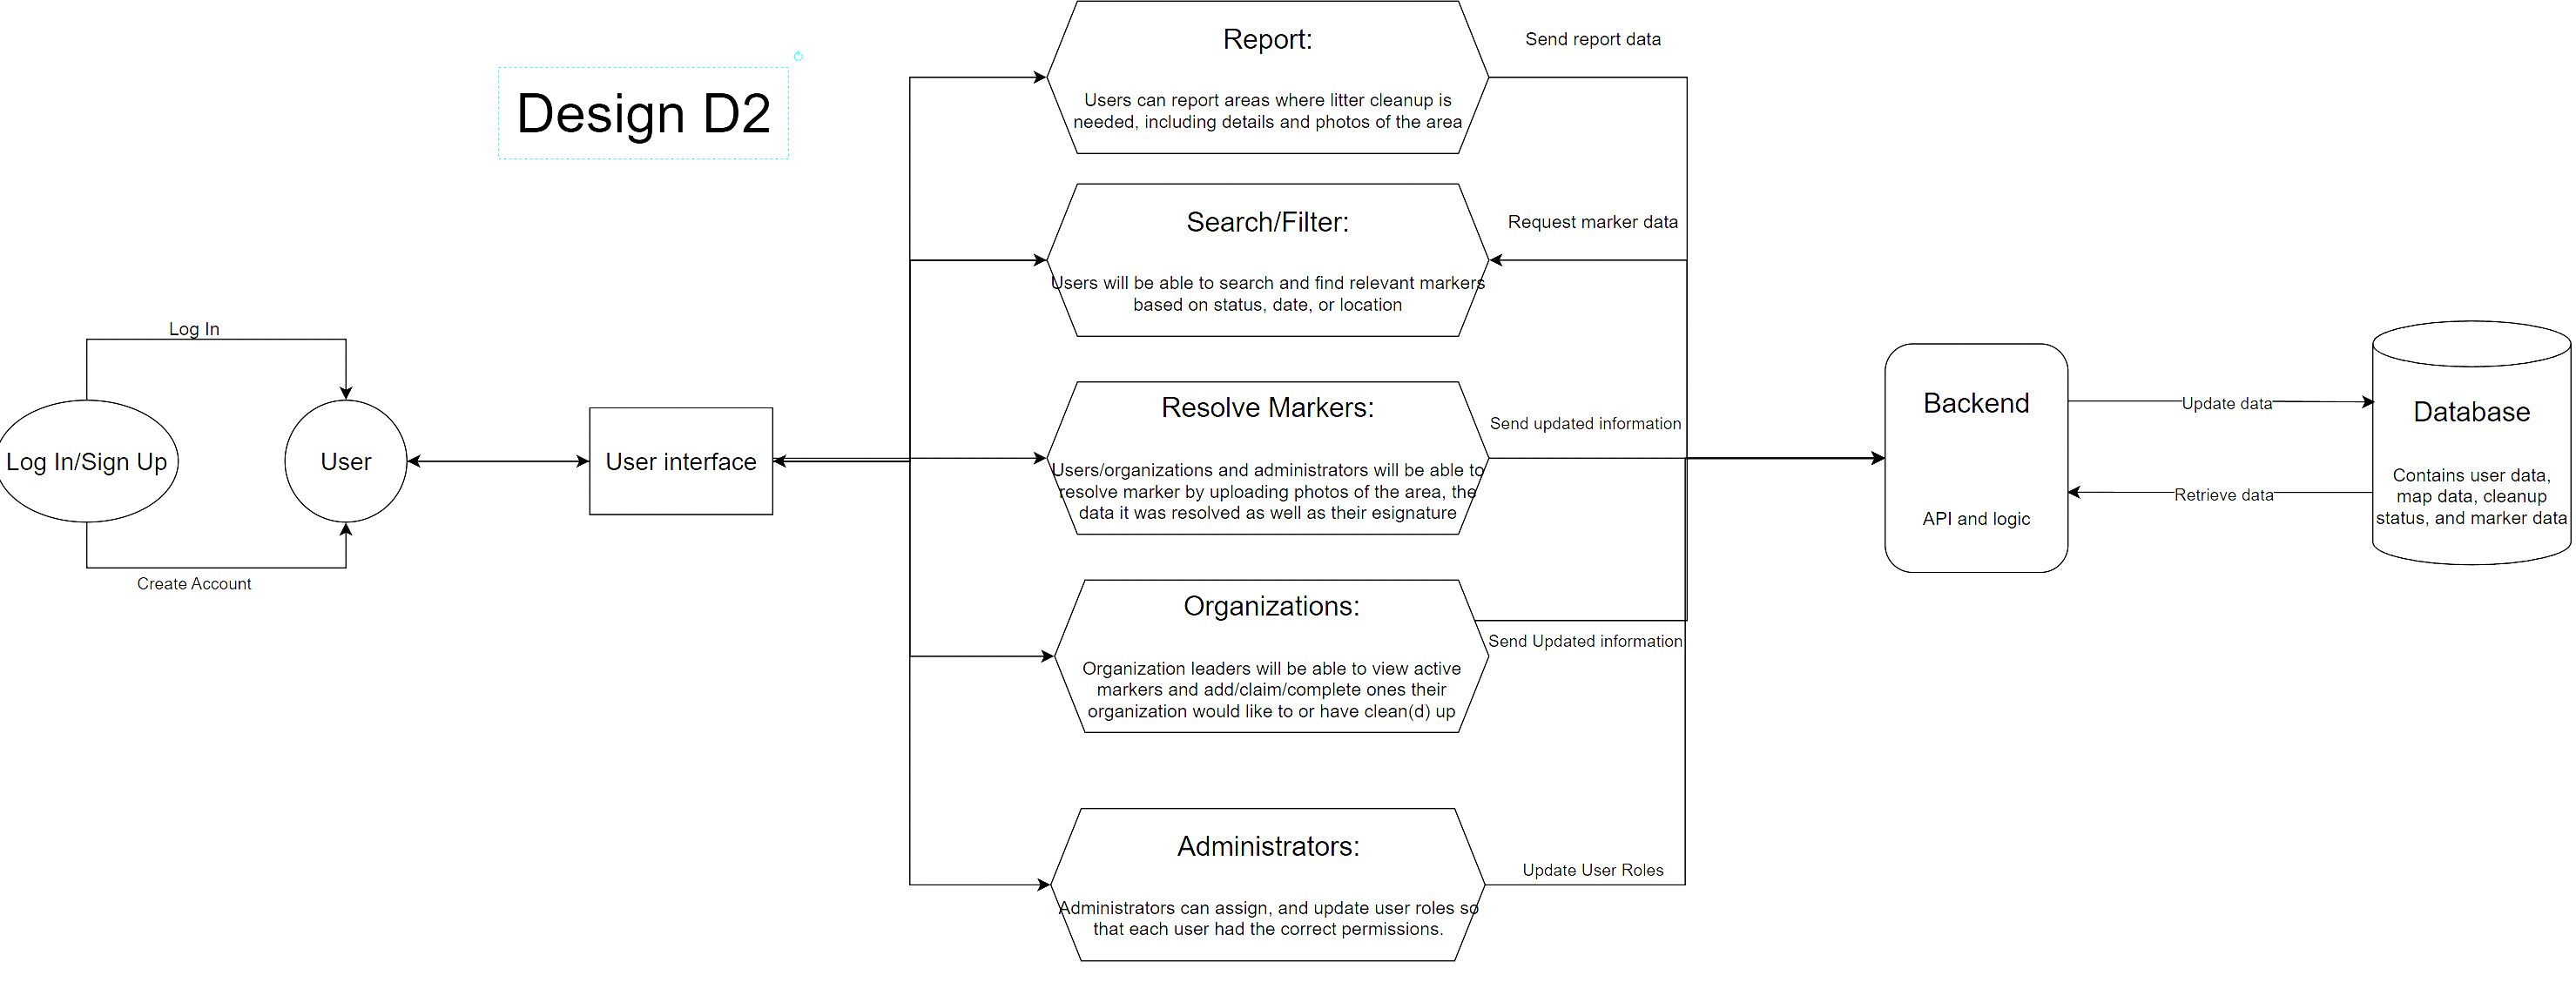 Design D2
Log In
Log In/Sign Up
Create Account
User
User interface
Report:
Users can report areas where litter cleanup is
needed, including details and photos of the area
Send report data
Search/Filter:
Users will be able to search and find relevant markers
based on status, date, or location
Request marker data
Resolve Markers:
Users/organizations and administrators will be able to
resolve marker by uploading photos of the area, the
data it was resolved as well as their esignature
Send updated information
Organizations:
Organization leaders will be able to view active
markers and add/claim/complete ones their
organization would like to or have clean(d) up
Send Updated information
Administrators:
Administrators can assign, and update user roles so
that each user had the correct permissions.
Update User Roles
Backend
API and logic
Update data
Retrieve data
Database
Contains user data,
map data, cleanup
status, and marker data